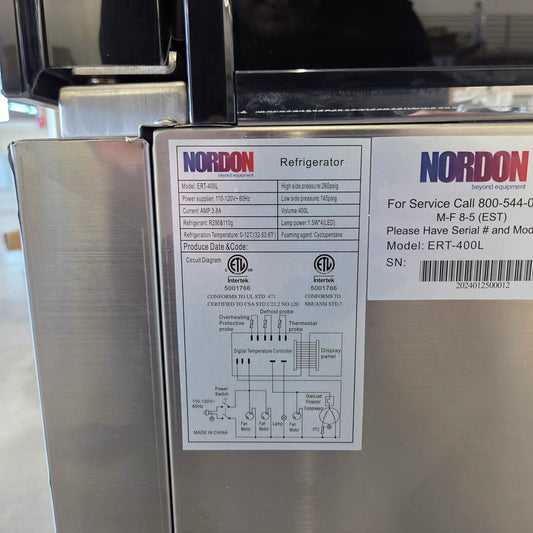 NORDON
beyond equipment
Refrigerator
Model: ERT-400L
High side pressure:260psig
Power supplier: 110-120V~ 60Hz
Low side pressure:145psig
Current AMP:3.8A
Volume:400L
Refrigerant: R290&110g
Lamp power:1.5W*4(LED)
Refrigeration Temperature: 0-12℃(32-53.6℉)
Foaming agent: Cyclopentane
Produce Date &Code:
Circuit Diagram
ETL
Intertek
5001766
CONFORMS TO UL STD. 471
CERTIFIED TO CSA STD.C22.2 NO.120
ETL
Intertek
5001766
CONFORMS TO
NSF/ANSI STD.7
Defrost probe
Overheating
Protective
probe
Thermostat
probe
Digital Temperature Controller
Display
panel
Power
Switch
110-120V~
60Hz
OverLoad
Protector
Compressor
Fan
Motor
Fan
Motor
Lamp
Fan
Motor
PTC
MADE IN CHINA
NORDON
beyond equipment
For Service Call 800-544-0
M-F 8-5 (EST)
Please Have Serial # and Mod
Model: ERT-400L
SN:
2024012500012